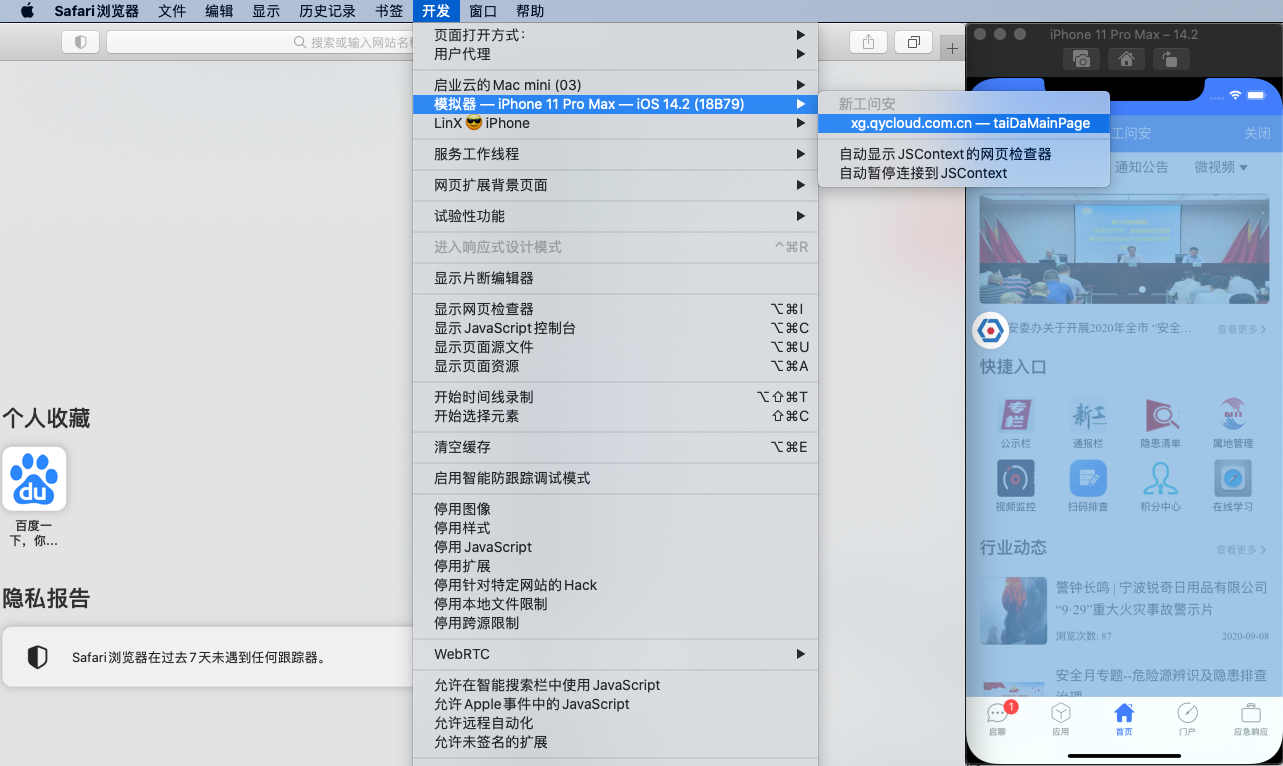 Safari浏览器 文件 编辑 显示 历史记录 书签 开发 窗口 帮助
搜索或输入网站名称
个人收藏
du
百度一
下，你...
隐私报告
Safari浏览器在过去7天未遇到任何跟踪器。
页面打开方式：
用户代理
启业云的Mac mini (03)
模拟器 — iPhone 11 Pro Max — iOS 14.2 (18B79)
LinX 😎 iPhone
服务工作线程
网页扩展背景页面
试验性功能
进入响应式设计模式 ^⌘R
显示片断编辑器
显示网页检查器 ⌥⌘I
显示JavaScript控制台 ⌥⌘C
显示页面源文件 ⌥⌘U
显示页面资源 ⌥⌘A
开始时间线录制 ⌥⇧⌘T
开始选择元素 ⇧⌘C
清空缓存 ⌥⌘E
启用智能防跟踪调试模式
停用图像
停用样式
停用JavaScript
停用扩展
停用针对特定网站的Hack
停用本地文件限制
停用跨源限制
WebRTC
允许在智能搜索栏中使用JavaScript
允许Apple事件中的JavaScript
允许远程自动化
允许未签名的扩展
新工问安
xg.qycloud.com.cn — taiDaMainPage
自动显示JSContext的网页检查器
自动暂停连接到JSContext
iPhone 11 Pro Max – 14.2
工问安 关闭
通知公告 微视频
安委办关于开展2020年全市 “安全... 查看更多
快捷入口
专栏 新工
公示栏 通报栏 隐患清单 属地管理
视频监控 扫码排查 积分中心 在线学习
行业动态 查看更多
警钟长鸣 | 宁波锐奇日用品有限公司
“9·29”重大火灾事故警示片
浏览次数: 87 2020-09-08
安全月专题--危险源辨识及隐患排查
治理
1
启聊 应用 首页 门户 应急响应